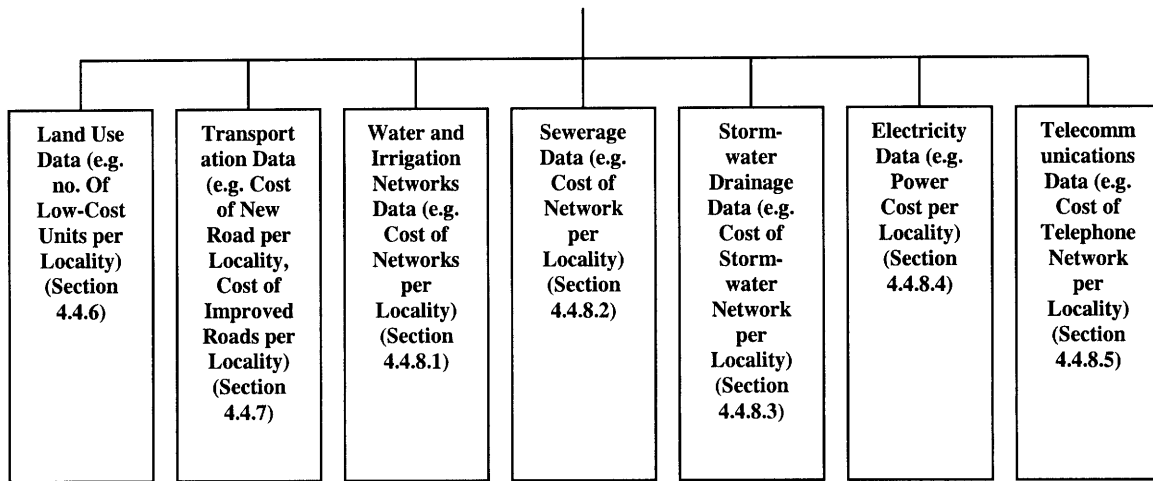 Land Use
Data (e.g.
no. Of
Low-Cost
Units per
Locality)
(Section
4.4.6)
Transport
ation Data
(e.g. Cost
of New
Road per
Locality,
Cost of
Improved
Roads per
Locality)
(Section
4.4.7)
Water and
Irrigation
Networks
Data (e.g.
Cost of
Networks
per
Locality)
(Section
4.4.8.1)
Sewerage
Data (e.g.
Cost of
Network
per
Locality)
(Section
4.4.8.2)
Storm-
water
Drainage
Data (e.g.
Cost of
Storm-
water
Network
per
Locality)
(Section
4.4.8.3)
Electricity
Data (e.g.
Power
Cost per
Locality)
(Section
4.4.8.4)
Telecomm
unications
Data (e.g.
Cost of
Telephone
Network
per
Locality)
(Section
4.4.8.5)